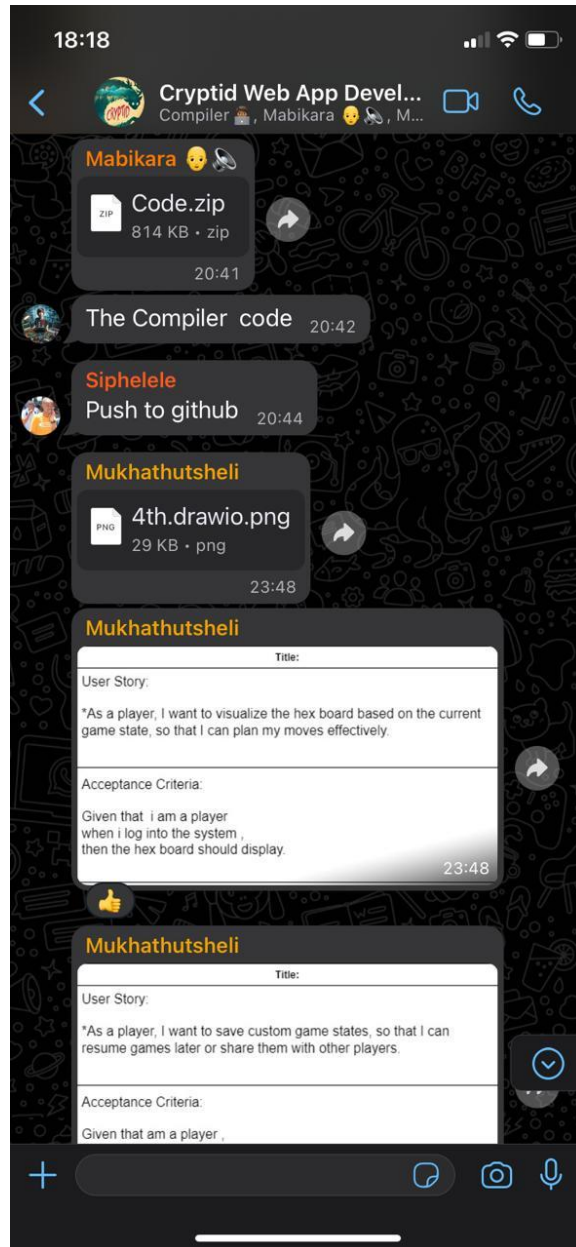 18:18
Cryptid Web App Devel...
Compiler 👨🏾‍💻, Mabikara 👴🔊, M...
Mabikara 👴🔊
ZIP
Code.zip
814 KB • zip
20:41
The Compiler code 20:42
Siphelele
Push to github 20:44
Mukhathutsheli
PNG
4th.drawio.png
29 KB • png
23:48
Mukhathutsheli
Title:
User Story:
*As a player, I want to visualize the hex board based on the current
game state, so that I can plan my moves effectively.
Acceptance Criteria:
Given that i am a player
when i log into the system ,
then the hex board should display.
23:48
👍
Mukhathutsheli
Title:
User Story:
*As a player, I want to save custom game states, so that I can
resume games later or share them with other players.
Acceptance Criteria:
Given that am a player ,